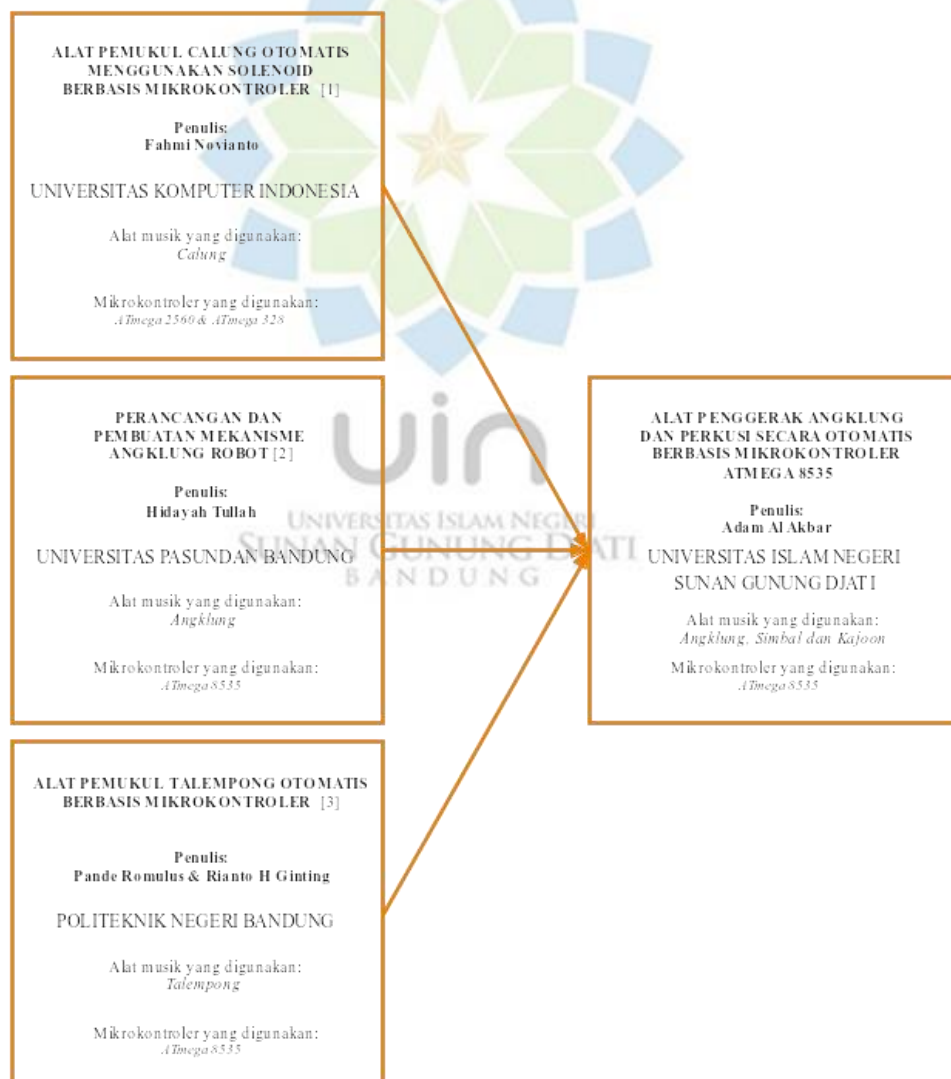 ALAT PEMUKUL CALUNG OTOMATIS
MENGGUNAKAN SOLENOID
BERBASIS MIKROKONTROLER [1]
Penulis:
Fahmi Novianto
UNIVERSITAS KOMPUTER INDONESIA
Alat musik yang digunakan:
Calung
Mikrokontroler yang digunakan:
ATmega 2560 & ATmega 328
PERANCANGAN DAN
PEMBUATAN MEKANISME
ANGKLUNG ROBOT [2]
Penulis:
Hidayah Tullah
UNIVERSITAS PASUNDAN BANDUNG
Alat musik yang digunakan:
Angklung
Mikrokontroler yang digunakan:
ATmega 8535
ALAT PEMUKUL TALEMPONG OTOMATIS
BERBASIS MIKROKONTROLER [3]
Penulis:
Pande Romulus & Rianto H Ginting
POLITEKNIK NEGERI BANDUNG
Alat musik yang digunakan:
Talempong
Mikrokontroler yang digunakan:
ATmega 8535
uin
UNIVERSITAS ISLAM NEGERI
SUNAN GUNUNG DJATI
BANDUNG
ALAT PENGGERAK ANGKLUNG
DAN PERKUSI SECARA OTOMATIS
BERBASIS MIKROKONTROLER
ATMEGA 8535
Penulis:
Adam Al Akbar
UNIVERSITAS ISLAM NEGERI
SUNAN GUNUNG DJATI
Alat musik yang digunakan:
Angklung, Simbal dan Kajoon
Mikrokontroler yang digunakan:
ATmega 8535